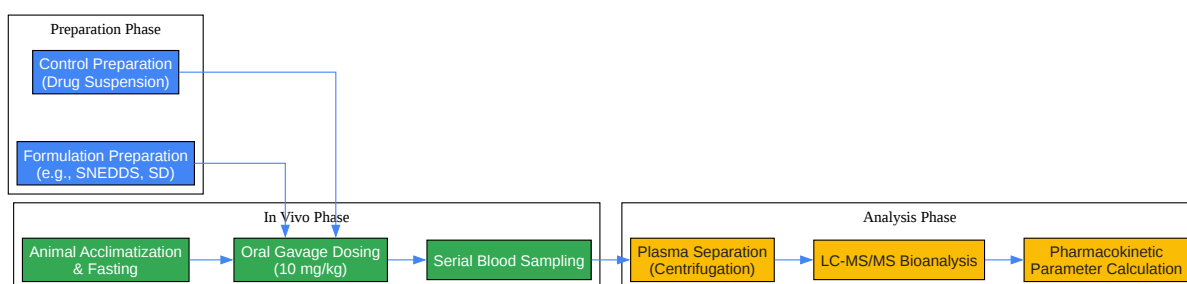 Preparation Phase
Control Preparation
(Drug Suspension)
Formulation Preparation
(e.g., SNEDDS, SD)
In Vivo Phase
Animal Acclimatization
& Fasting
Oral Gavage Dosing
(10 mg/kg)
Serial Blood Sampling
Analysis Phase
Plasma Separation
(Centrifugation)
LC-MS/MS Bioanalysis
Pharmacokinetic
Parameter Calculation